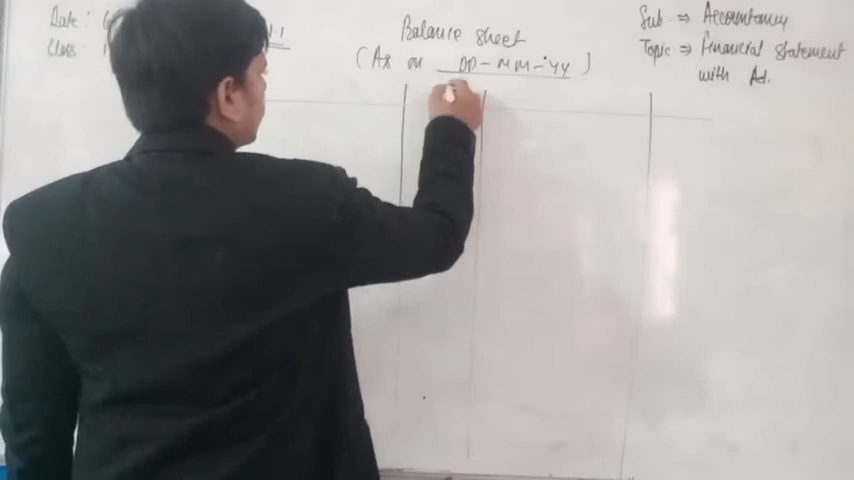 Date:
Class:
Balance sheet
(As on DD-MM-YY)
Sub ⇒ Accountancy
Topic ⇒ Financial statement
with Ad.